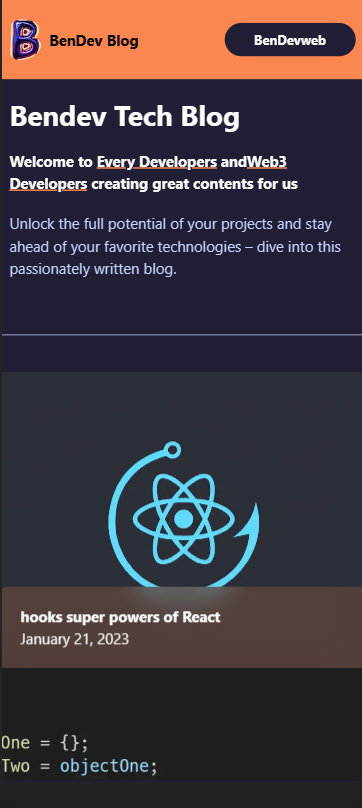 B BenDev Blog BenDevweb
Bendev Tech Blog
Welcome to Every Developers andWeb3
Developers creating great contents for us
Unlock the full potential of your projects and stay
ahead of your favorite technologies – dive into this
passionately written blog.
hooks super powers of React
January 21, 2023
One = {};
Two = objectOne;